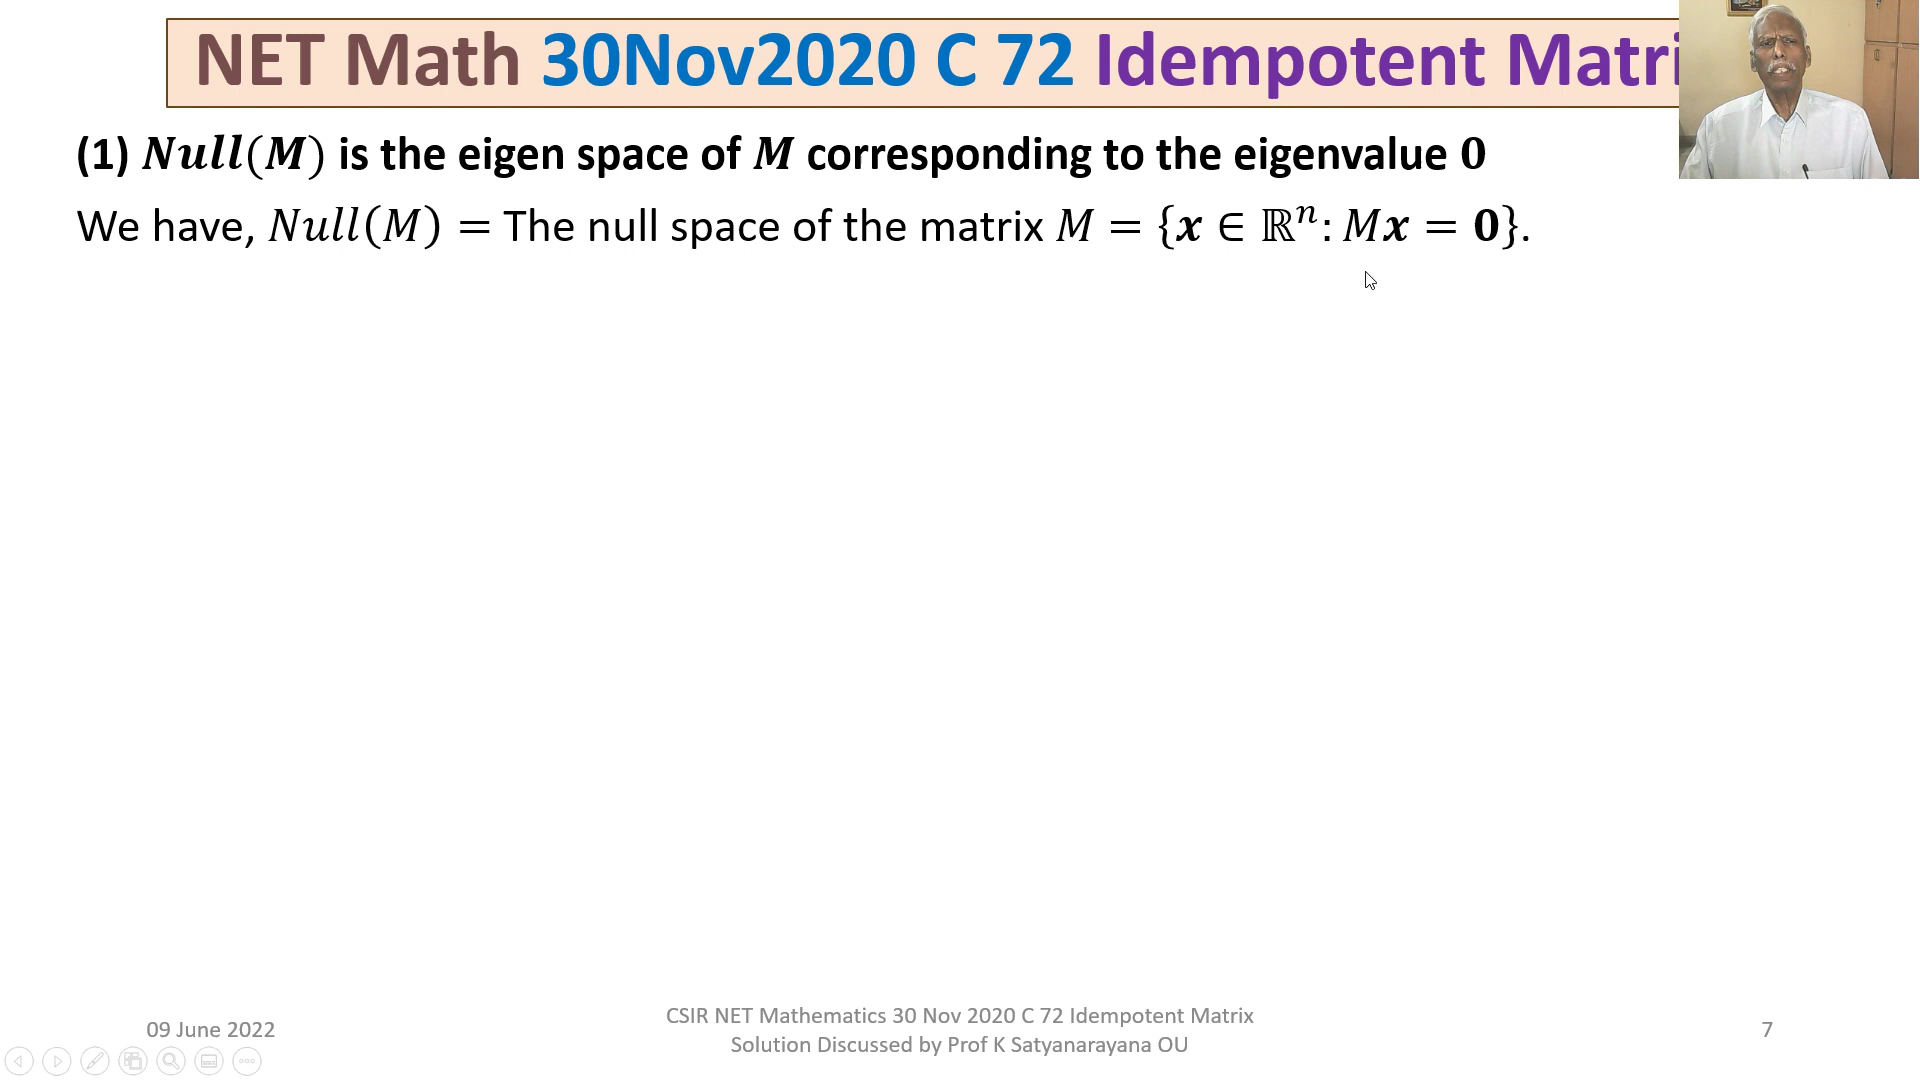 NET Math 30Nov2020 C 72 Idempotent Matri
(1) Null(M) is the eigen space of M corresponding to the eigenvalue 0
We have, Null(M) = The null space of the matrix M = {x ∈ ℝⁿ: Mx = 0}.
09 June 2022
CSIR NET Mathematics 30 Nov 2020 C 72 Idempotent Matrix
Solution Discussed by Prof K Satyanarayana OU
7